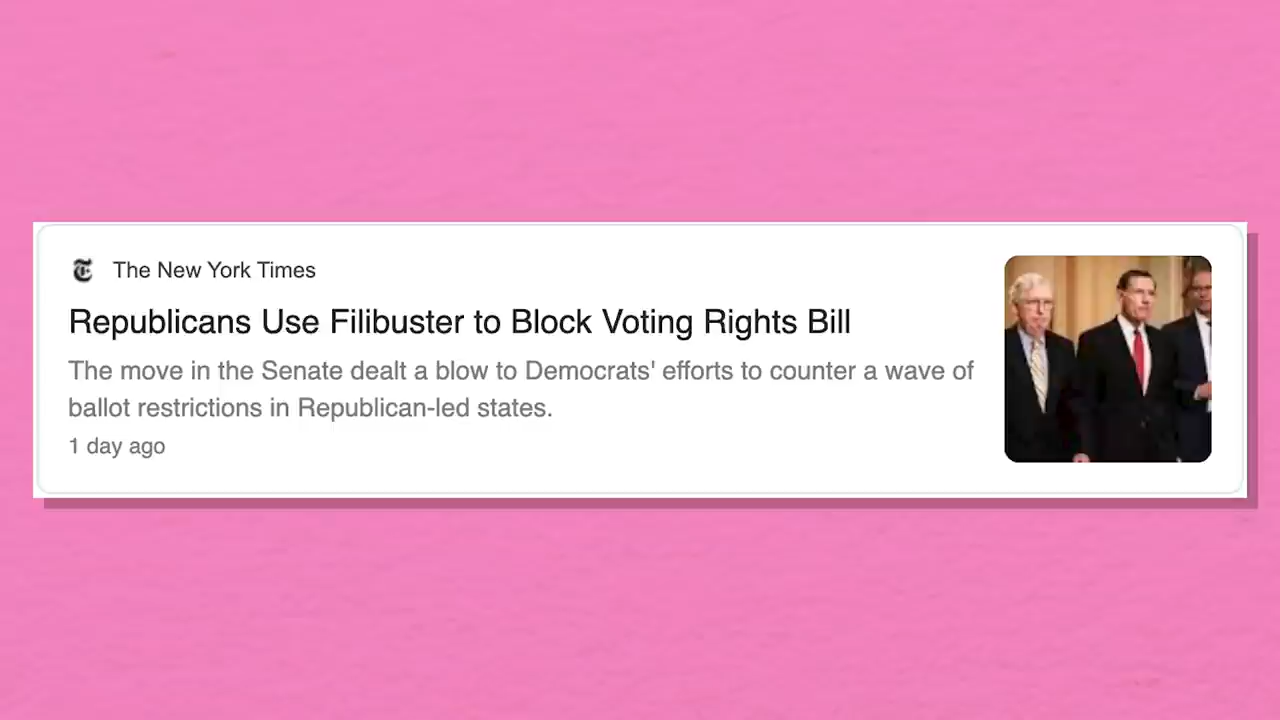 The New York Times
Republicans Use Filibuster to Block Voting Rights Bill
The move in the Senate dealt a blow to Democrats' efforts to counter a wave of
ballot restrictions in Republican-led states.
1 day ago